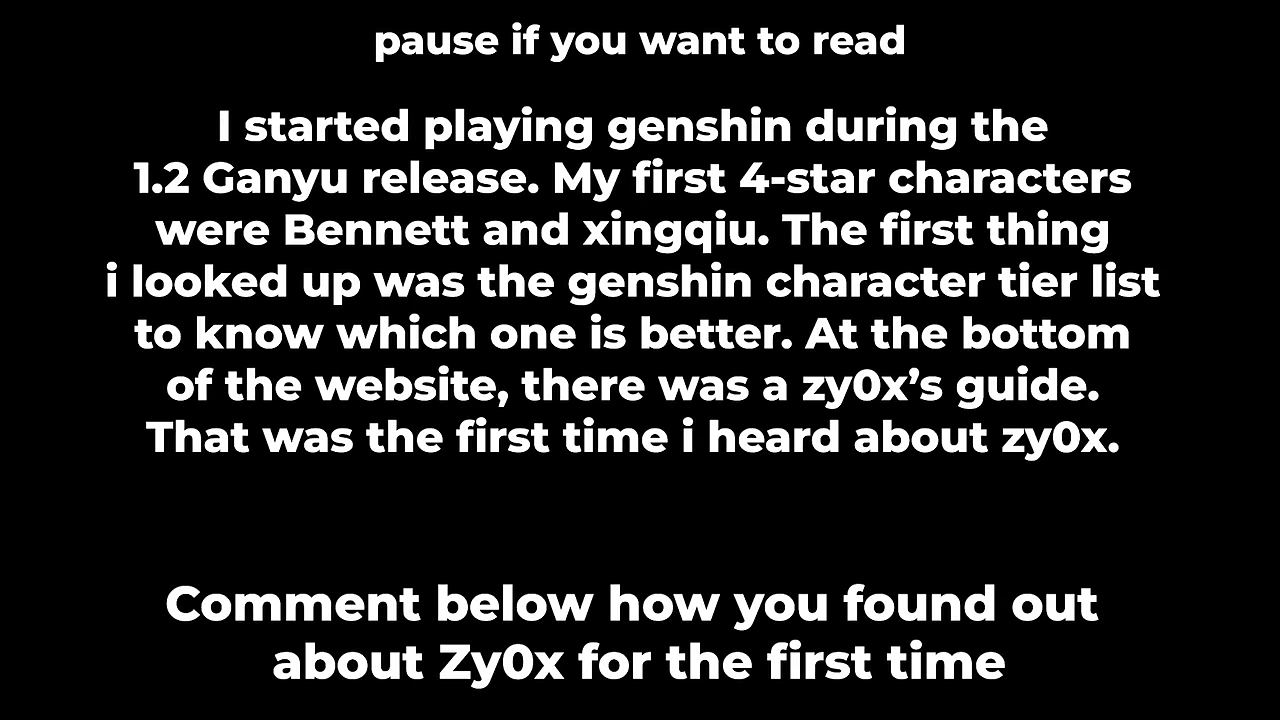 pause if you want to read
I started playing genshin during the
1.2 Ganyu release. My first 4-star characters
were Bennett and xingqiu. The first thing
i looked up was the genshin character tier list
to know which one is better. At the bottom
of the website, there was a zy0x’s guide.
That was the first time i heard about zy0x.
Comment below how you found out
about Zy0x for the first time